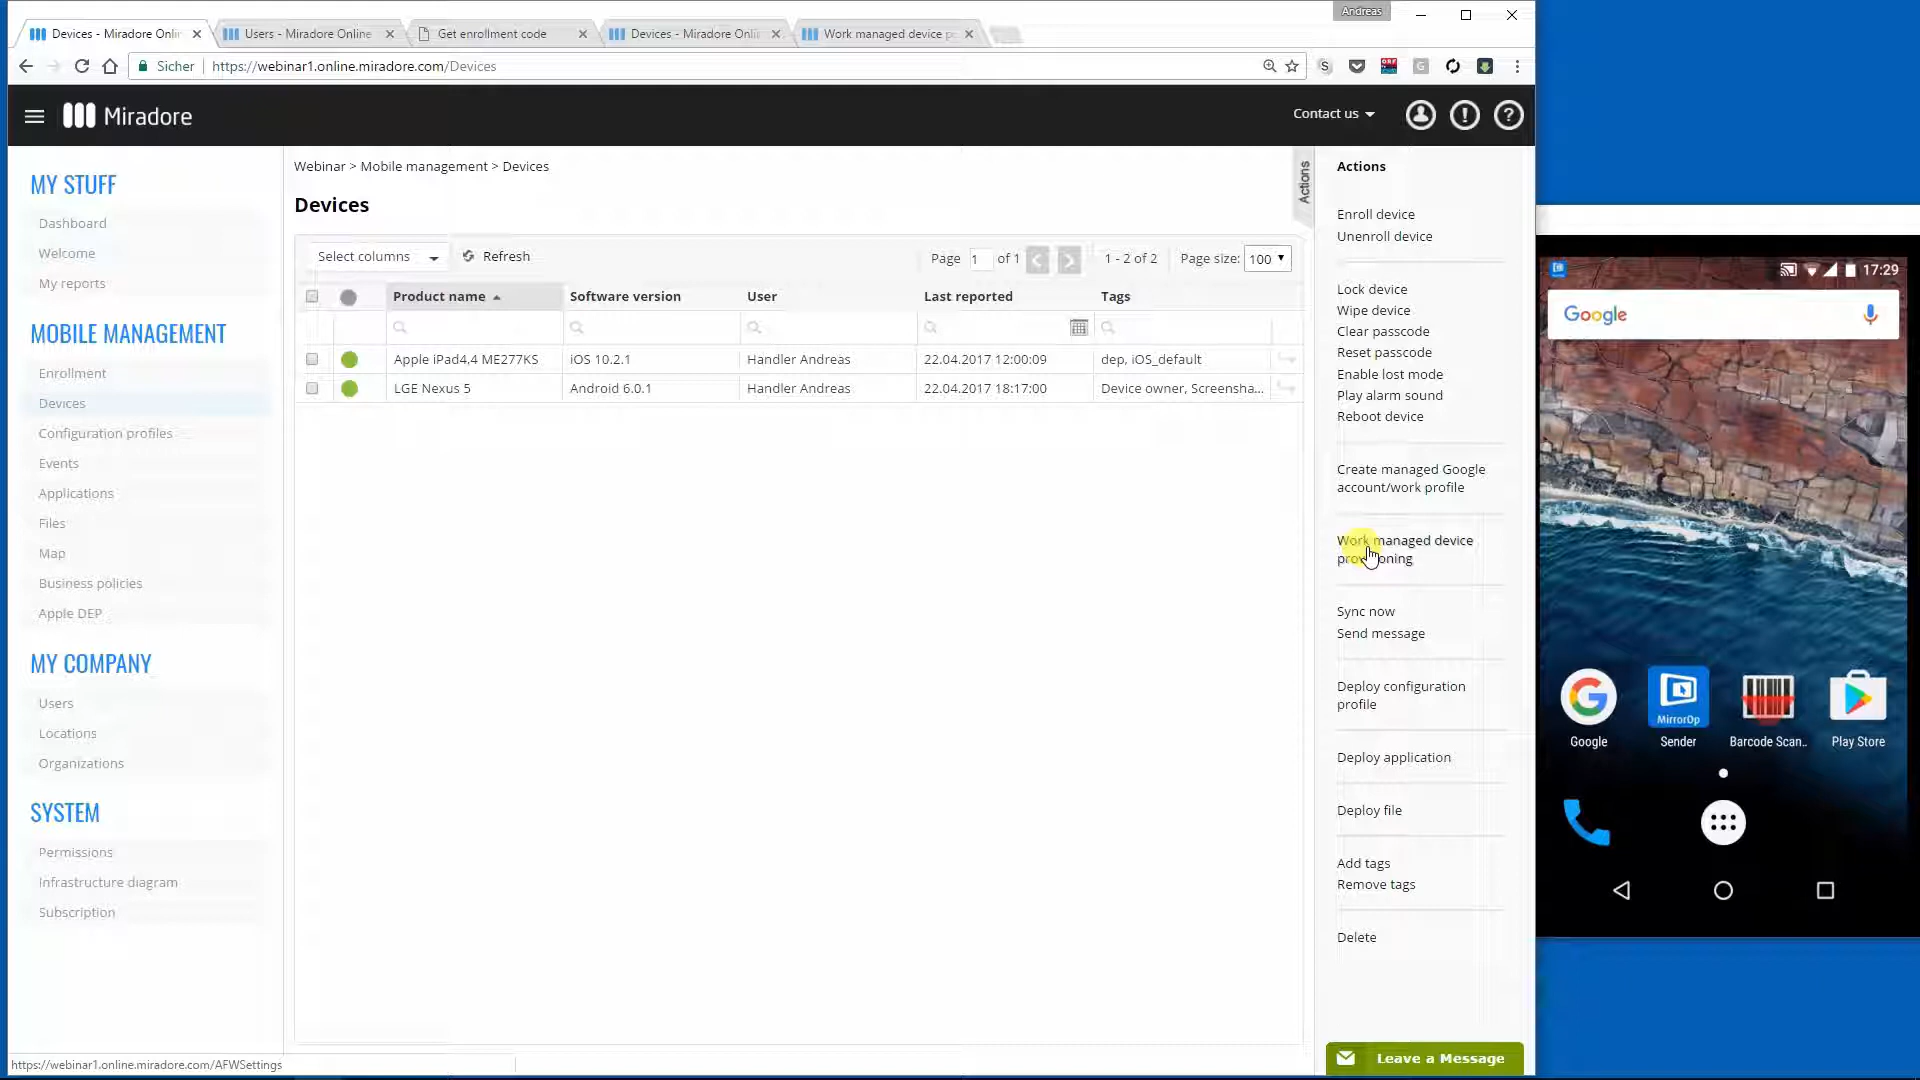 Andreas
Devices - Miradore Onli
Users - Miradore Online
Get enrollment code
Devices - Miradore Onli
Work managed device p
Sicher
https://webinar1.online.miradore.com/Devices
S
ORF
G
Miradore
Contact us
!
?
MY STUFF
Dashboard
Welcome
My reports
MOBILE MANAGEMENT
Enrollment
Devices
Configuration profiles
Events
Applications
Files
Map
Business policies
Apple DEP
MY COMPANY
Users
Locations
Organizations
SYSTEM
Permissions
Infrastructure diagram
Subscription
Webinar > Mobile management > Devices
Devices
Select columns
Refresh
Page 1 of 1
1 - 2 of 2
Page size: 100
Product name
Software version
User
Last reported
Tags
Apple iPad4,4 ME277KS
iOS 10.2.1
Handler Andreas
22.04.2017 12:00:09
dep, iOS_default
LGE Nexus 5
Android 6.0.1
Handler Andreas
22.04.2017 18:17:00
Device owner, Screensha...
Actions
Actions
Enroll device
Unenroll device
Lock device
Wipe device
Clear passcode
Reset passcode
Enable lost mode
Play alarm sound
Reboot device
Create managed Google
account/work profile
Work managed device
provisioning
Sync now
Send message
Deploy configuration
profile
Deploy application
Deploy file
Add tags
Remove tags
Delete
Leave a Message
https://webinar1.online.miradore.com/AFWSettings
17:29
Google
MirrorOp
Google
Sender
Barcode Scan..
Play Store